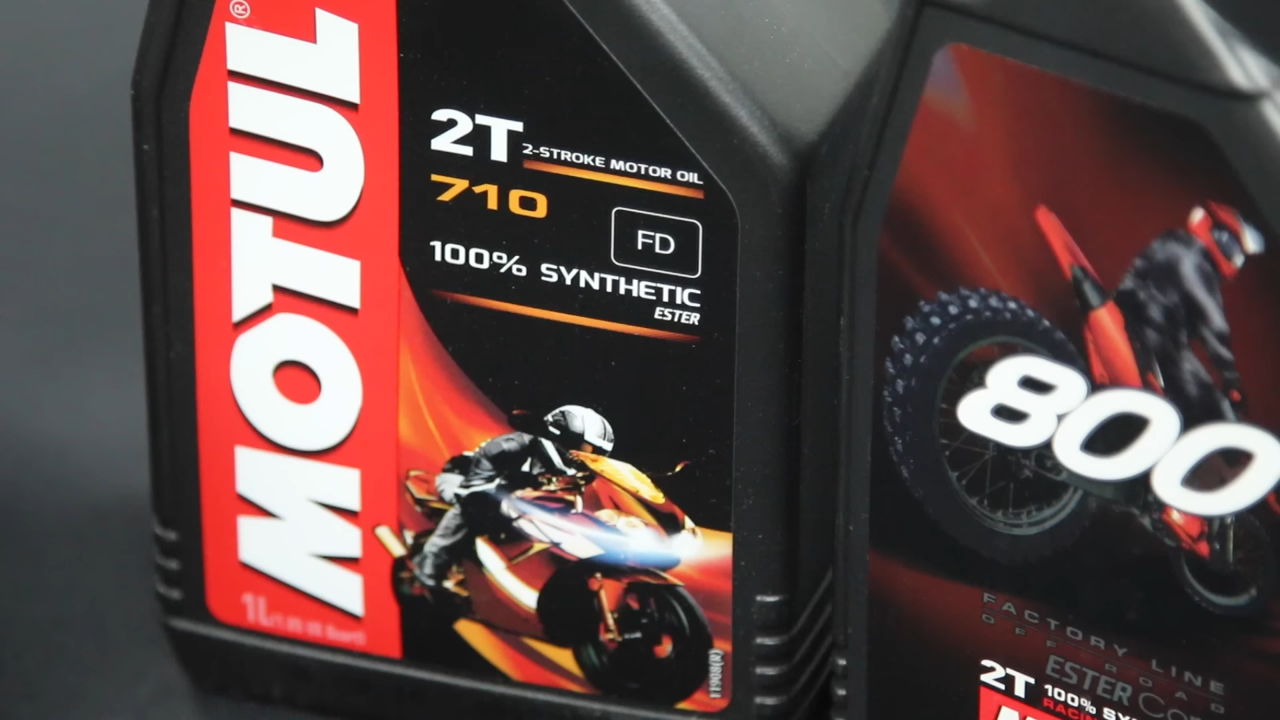 MOTUL®
2T 2-STROKE MOTOR OIL
710
FD
100% SYNTHETIC
ESTER
1L
800
FACTORY LINE
OFF ROAD
ESTER
2T 100%